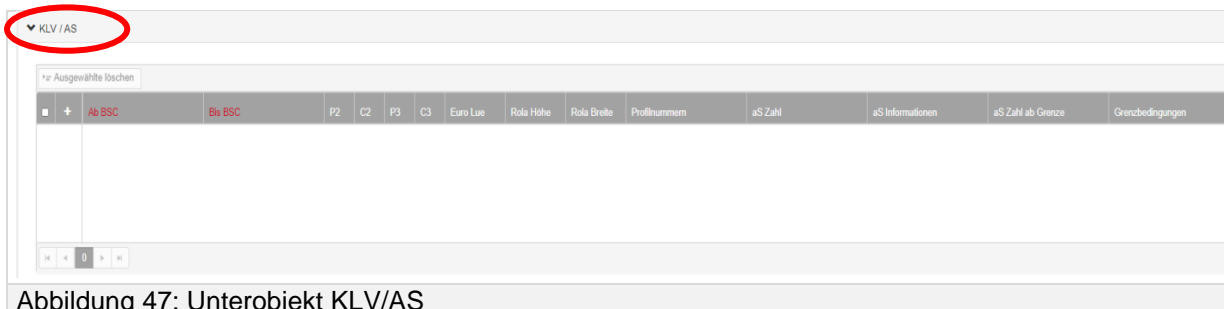 KLV / AS
Ausgewählte löschen
+ Ab BSC Bis BSC P2 C2 P3 C3 Euro Lue Rola Höhe Rola Breite Profilnummern aS Zahl aS Informationen aS Zahl ab Grenze Grenzbedingungen
0
Abbildung 47: Unterobjekt KLV/AS